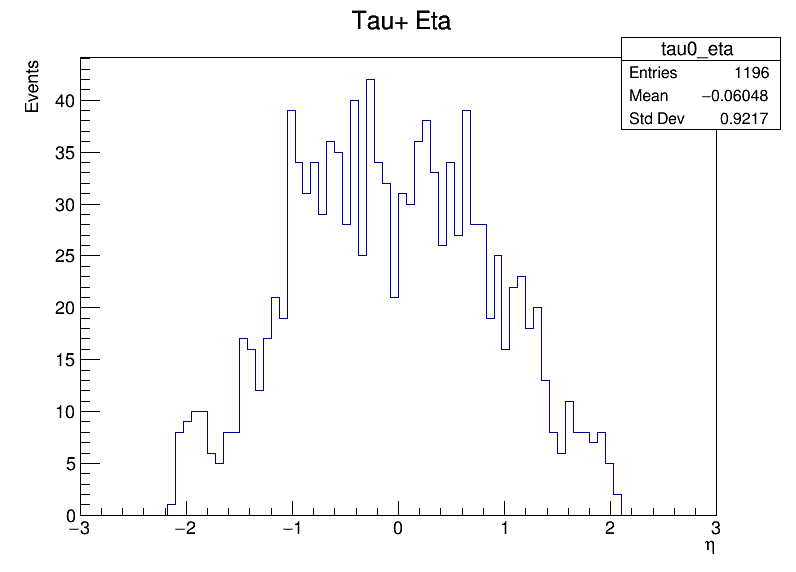 Tau+ Eta
tau0_eta
Entries 1196
Mean −0.06048
Std Dev 0.9217
Events
40
35
30
25
20
15
10
5
0
−3 −2 −1 0 1 2 3
η